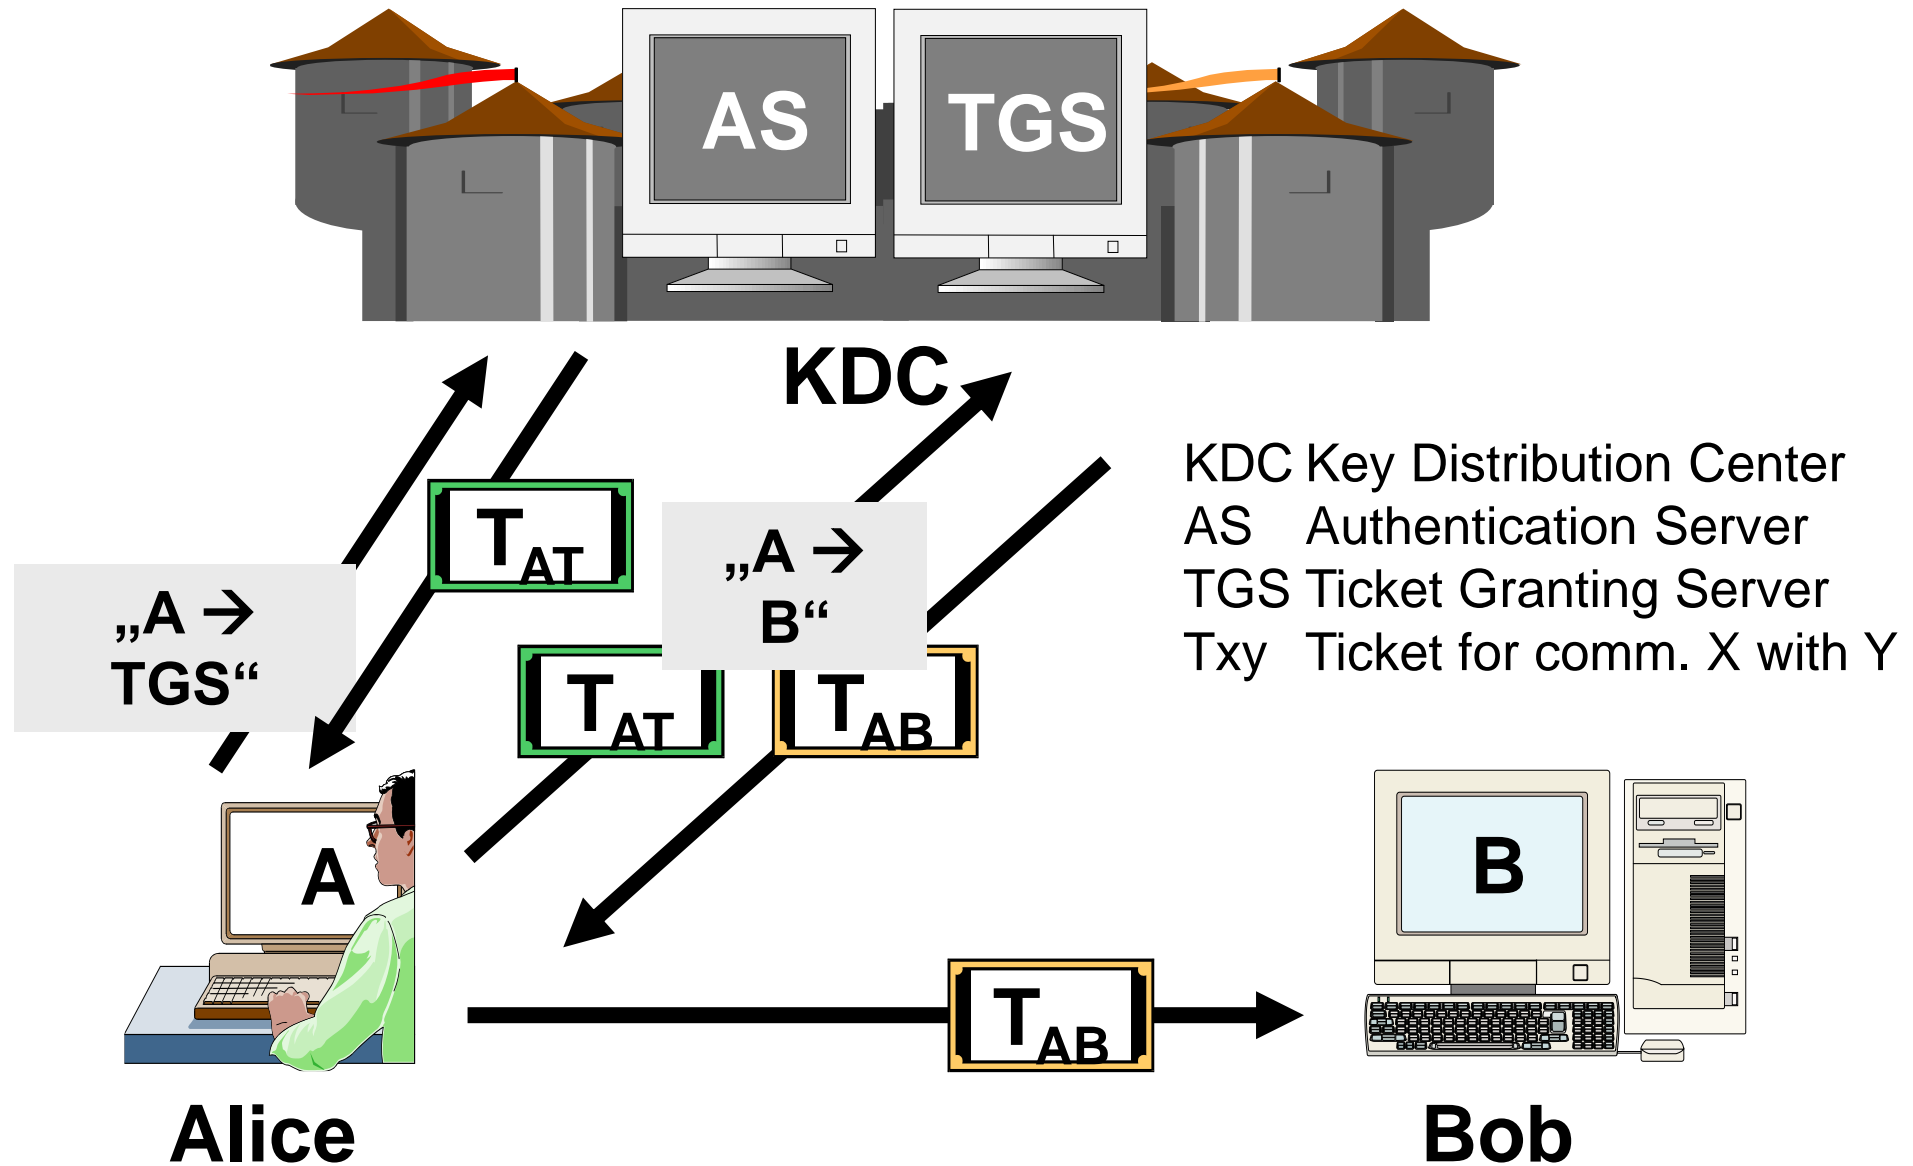 AS
TGS
KDC
KDC Key Distribution Center
AS Authentication Server
TGS Ticket Granting Server
Txy Ticket for comm. X with Y
TAT
„A →
B“
„A →
TGS“
TAT
TAB
A
B
TAB
Alice
Bob